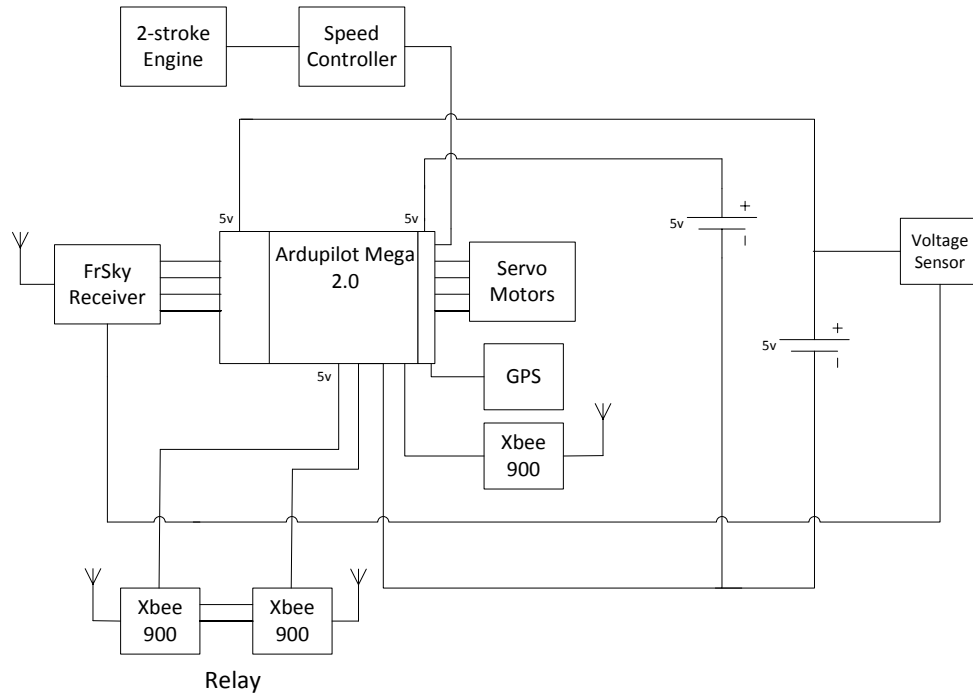 2-stroke
Engine
Speed
Controller
5v
5v
Ardupilot Mega
2.0
FrSky
Receiver
Servo
Motors
5v
+
–
Voltage
Sensor
5v
+
–
5v
GPS
Xbee
900
Xbee
900
Xbee
900
Relay